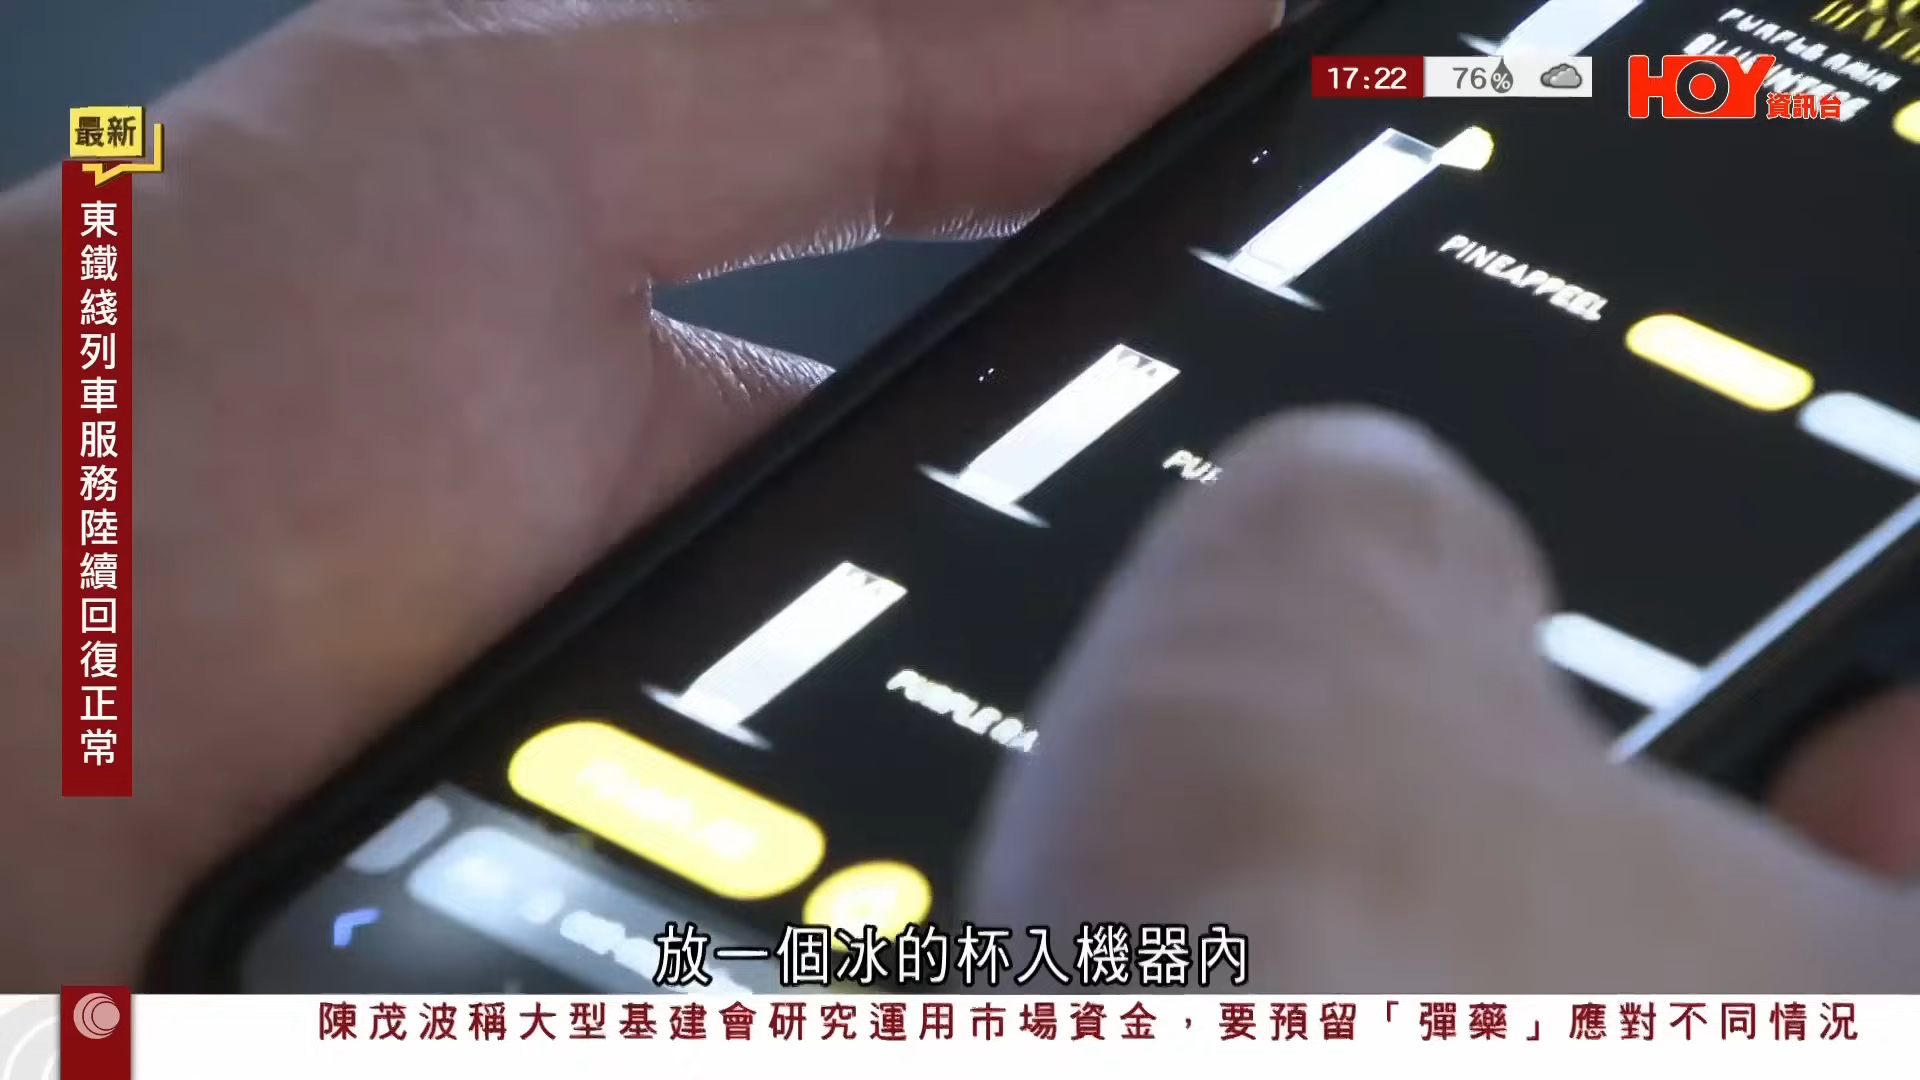 17:22
76%
HOY
資訊台
最新
東鐵綫列車服務陸續回復正常
PURPLE RAIN
PINEAPPEEL
放一個冰的杯入機器內
陳茂波稱大型基建會研究運用市場資金，要預留「彈藥」應對不同情況